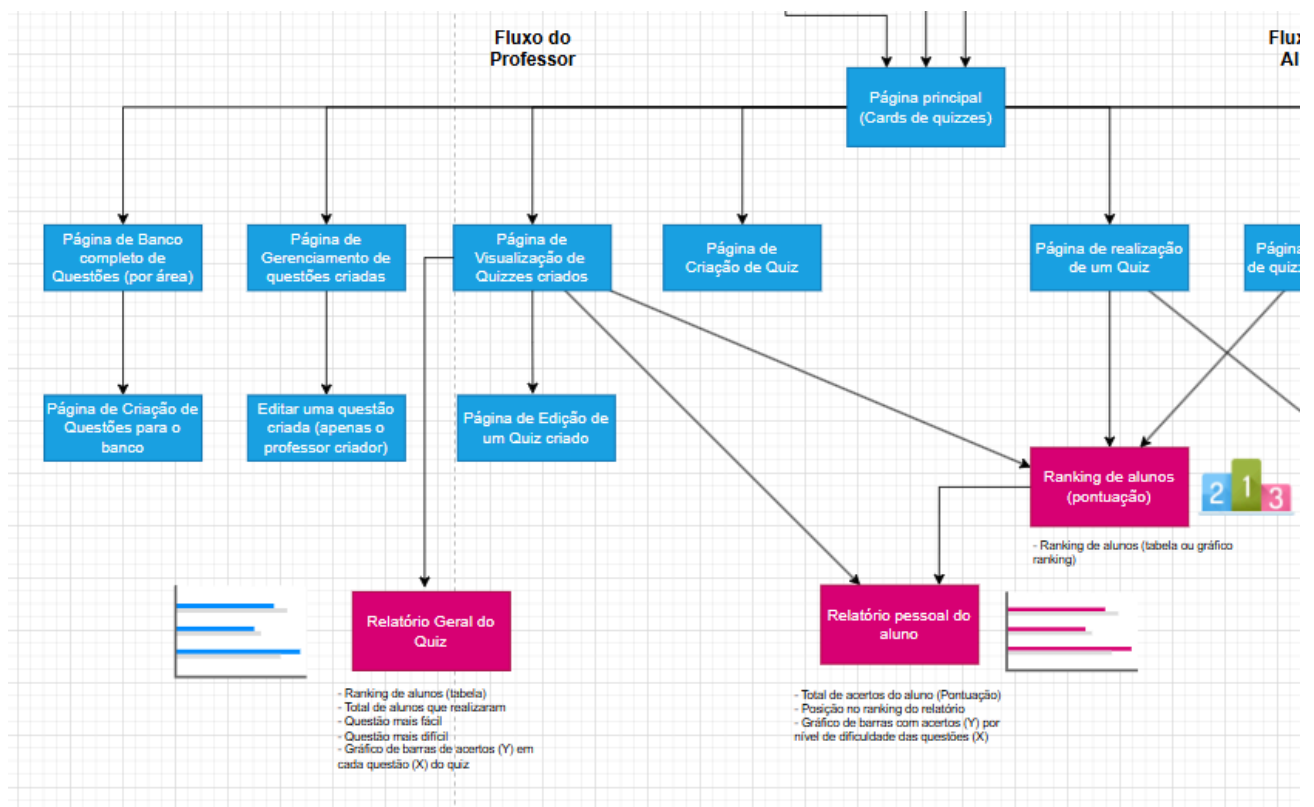 Fluxo do
Professor
Página principal
(Cards de quizzes)
Página de Banco
completo de
Questões (por área)
Página de
Gerenciamento de
questões criadas
Página de
Visualização de
Quizzes criados
Página de
Criação de Quiz
Página de realização
de um Quiz
Página
de quizz
Página de Criação de
Questões para o
banco
Editar uma questão
criada (apenas o
professor criador)
Página de Edição de
um Quiz criado
Ranking de alunos
(pontuação)
2 1 3
- Ranking de alunos (tabela ou gráfico
ranking)
Relatório Geral do
Quiz
Relatório pessoal do
aluno
- Ranking de alunos (tabela)
- Total de alunos que realizaram
- Questão mais fácil
- Questão mais difícil
- Gráfico de barras de acertos (Y) em
cada questão (X) do quiz
- Total de acertos do aluno (Pontuação)
- Posição no ranking do relatório
- Gráfico de barras com acertos (Y) por
nível de dificuldade das questões (X)